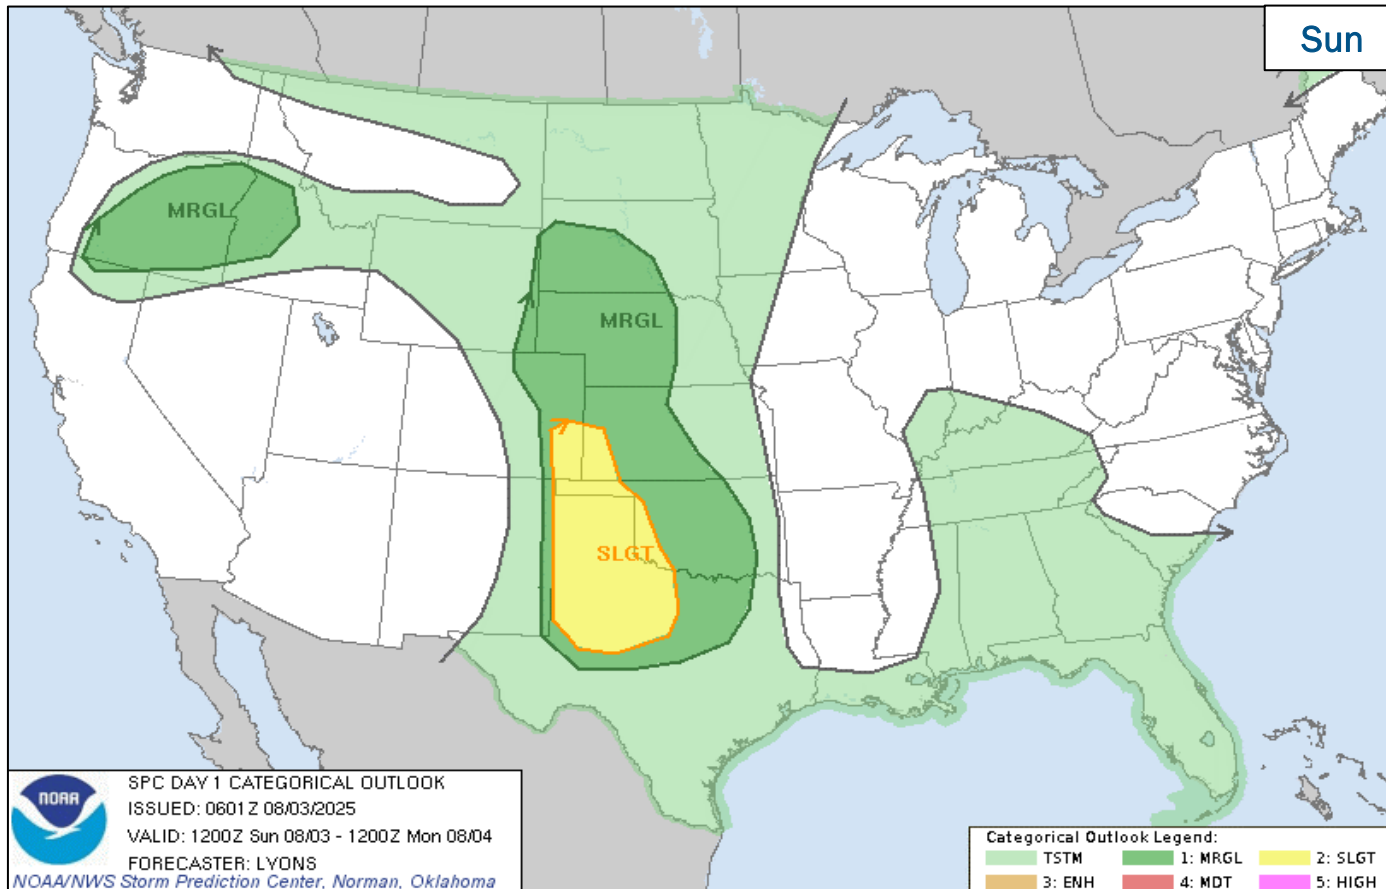 Sun
MRGL
MRGL
SLGT
SPC DAY 1 CATEGORICAL OUTLOOK
ISSUED: 0601Z 08/03/2025
VALID: 1200Z Sun 08/03 - 1200Z Mon 08/04
FORECASTER: LYONS
NOAA
NOAA/NWS Storm Prediction Center, Norman, Oklahoma
Categorical Outlook Legend:
TSTM 1: MRGL 2: SLGT
3: ENH 4: MDT 5: HIGH